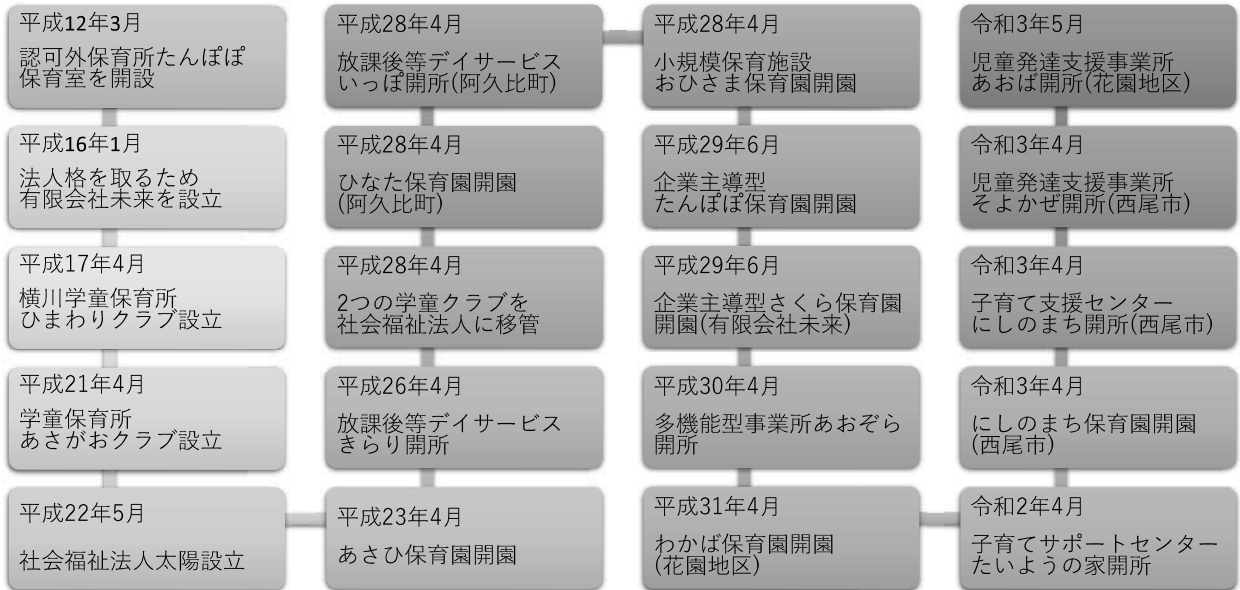 平成12年3月
認可外保育所たんぽぽ
保育室を開設
平成16年1月
法人格を取るため
有限会社未来を設立
平成17年4月
横川学童保育所
ひまわりクラブ設立
平成21年4月
学童保育所
あさがおクラブ設立
平成22年5月
社会福祉法人太陽設立
平成23年4月
あさひ保育園開園
平成26年4月
放課後等デイサービス
きらり開所
平成28年4月
2つの学童クラブを
社会福祉法人に移管
平成28年4月
ひなた保育園開園
(阿久比町)
平成28年4月
放課後等デイサービス
いっぽ開所(阿久比町)
平成28年4月
小規模保育施設
おひさま保育園開園
平成29年6月
企業主導型
たんぽぽ保育園開園
平成29年6月
企業主導型さくら保育園
開園(有限会社未来)
平成30年4月
多機能型事業所あおぞら
開所
平成31年4月
わかば保育園開園
(花園地区)
令和2年4月
子育てサポートセンター
たいようの家開所
令和3年4月
にしのまち保育園開園
(西尾市)
令和3年4月
子育て支援センター
にしのまち開所(西尾市)
令和3年4月
児童発達支援事業所
そよかぜ開所(西尾市)
令和3年5月
児童発達支援事業所
あおば開所(花園地区)